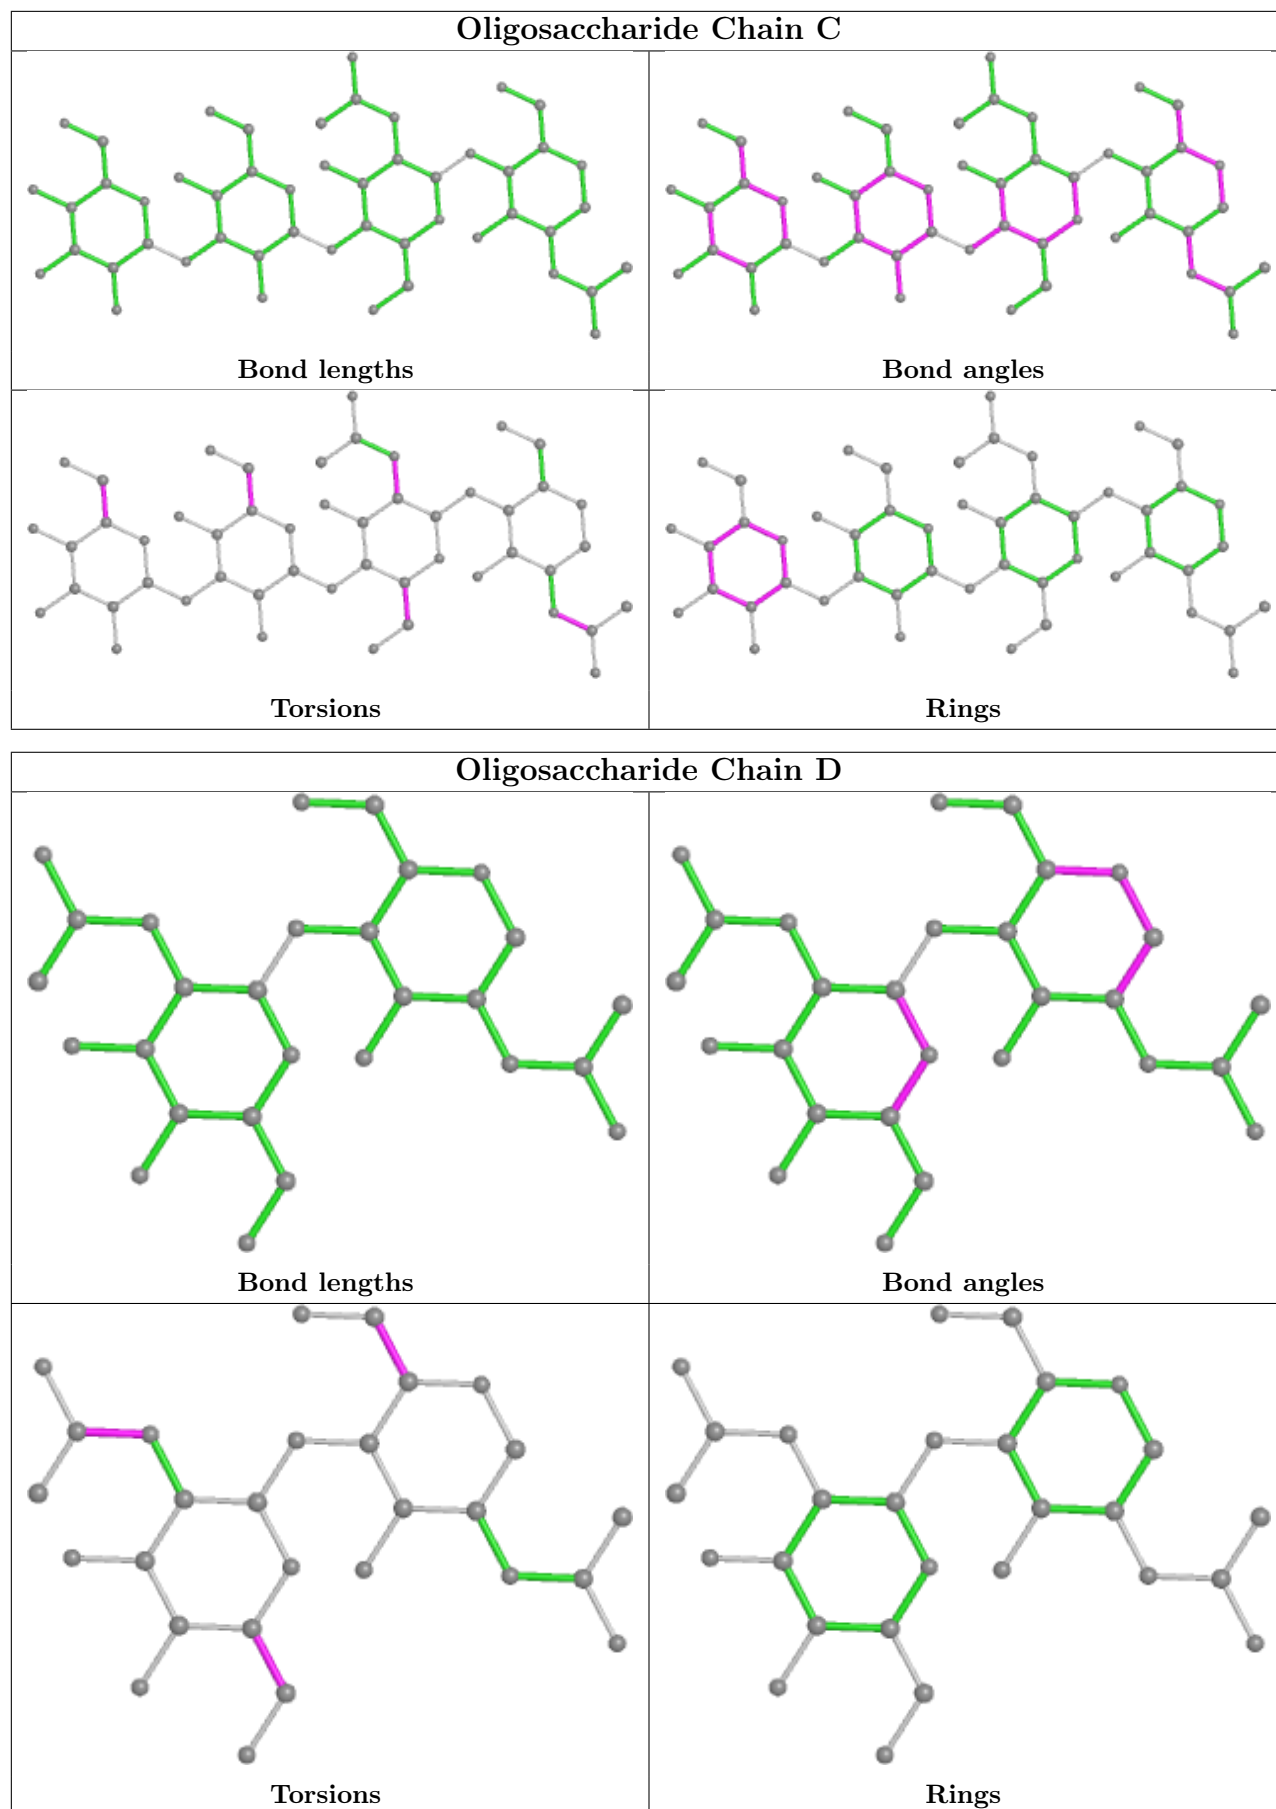 Oligosaccharide Chain C
Bond lengths
Bond angles
Torsions
Rings
Oligosaccharide Chain D
Bond lengths
Bond angles
Torsions
Rings